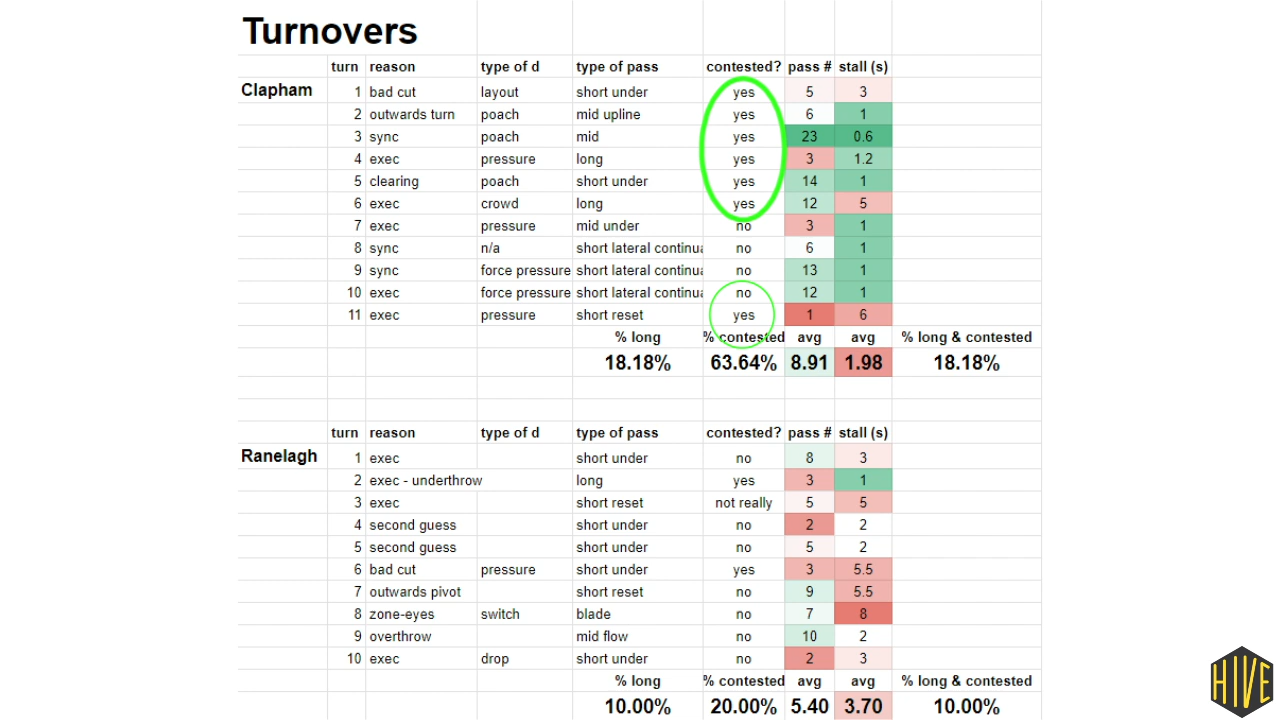 Turnovers
turn reason type of d type of pass contested? pass # stall (s)
Clapham 1 bad cut layout short under yes 5 3
2 outwards turn poach mid upline yes 6 1
3 sync poach mid yes 23 0.6
4 exec pressure long yes 3 1.2
5 clearing poach short under yes 14 1
6 exec crowd long yes 12 5
7 exec pressure mid under no 3 1
8 sync n/a short lateral continua no 6 1
9 sync force pressure short lateral continua no 13 1
10 exec force pressure short lateral continua no 12 1
11 exec pressure short reset yes 1 6
% long % contested avg avg % long & contested
18.18% 63.64% 8.91 1.98 18.18%
turn reason type of d type of pass contested? pass # stall (s)
Ranelagh 1 exec short under no 8 3
2 exec - underthrow long yes 3 1
3 exec short reset not really 5 5
4 second guess short under no 2 2
5 second guess short under no 5 2
6 bad cut pressure short under yes 3 5.5
7 outwards pivot short reset no 9 5.5
8 zone-eyes switch blade no 7 8
9 overthrow mid flow no 10 2
10 exec drop short under no 2 3
% long % contested avg avg % long & contested
10.00% 20.00% 5.40 3.70 10.00%
HIVE